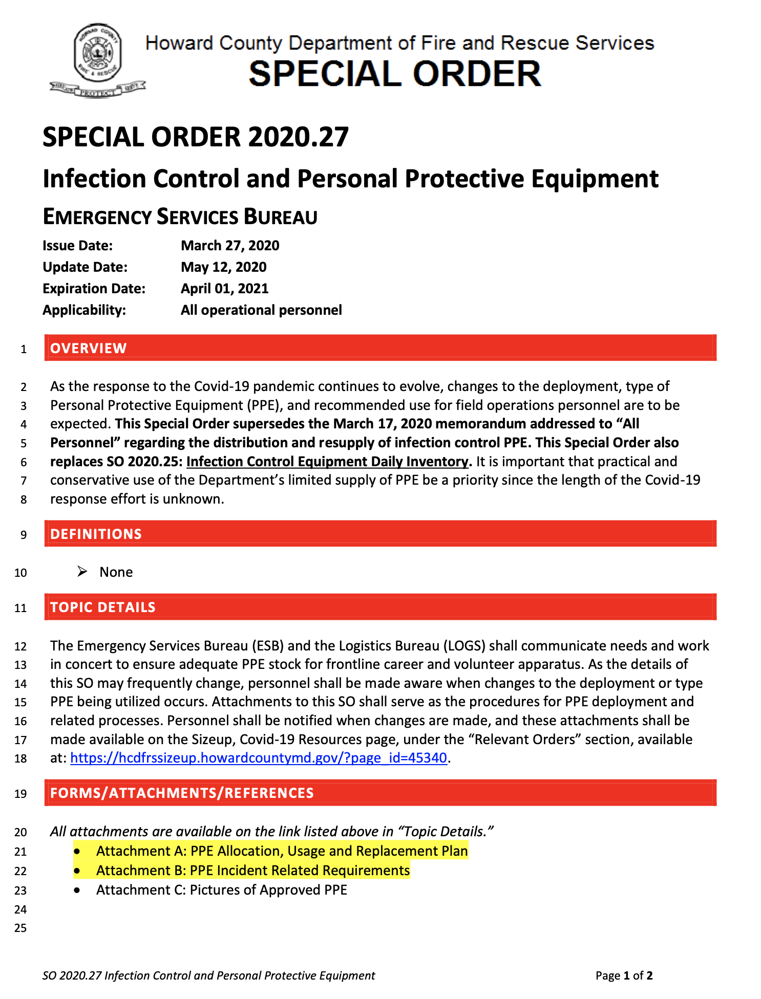 HOWARD COUNTY
FIRE & RESCUE
PROTECT
Howard County Department of Fire and Rescue Services
SPECIAL ORDER
SPECIAL ORDER 2020.27
Infection Control and Personal Protective Equipment
EMERGENCY SERVICES BUREAU
Issue Date: March 27, 2020
Update Date: May 12, 2020
Expiration Date: April 01, 2021
Applicability: All operational personnel
1 OVERVIEW
2 As the response to the Covid-19 pandemic continues to evolve, changes to the deployment, type of
3 Personal Protective Equipment (PPE), and recommended use for field operations personnel are to be
4 expected. This Special Order supersedes the March 17, 2020 memorandum addressed to “All
5 Personnel” regarding the distribution and resupply of infection control PPE. This Special Order also
6 replaces SO 2020.25: Infection Control Equipment Daily Inventory. It is important that practical and
7 conservative use of the Department’s limited supply of PPE be a priority since the length of the Covid-19
8 response effort is unknown.
9 DEFINITIONS
10 ➢ None
11 TOPIC DETAILS
12 The Emergency Services Bureau (ESB) and the Logistics Bureau (LOGS) shall communicate needs and work
13 in concert to ensure adequate PPE stock for frontline career and volunteer apparatus. As the details of
14 this SO may frequently change, personnel shall be made aware when changes to the deployment or type
15 PPE being utilized occurs. Attachments to this SO shall serve as the procedures for PPE deployment and
16 related processes. Personnel shall be notified when changes are made, and these attachments shall be
17 made available on the Sizeup, Covid-19 Resources page, under the “Relevant Orders” section, available
18 at: https://hcdfrssizeup.howardcountymd.gov/?page_id=45340.
19 FORMS/ATTACHMENTS/REFERENCES
20 All attachments are available on the link listed above in “Topic Details.”
21 • Attachment A: PPE Allocation, Usage and Replacement Plan
22 • Attachment B: PPE Incident Related Requirements
23 • Attachment C: Pictures of Approved PPE
24
25
SO 2020.27 Infection Control and Personal Protective Equipment Page 1 of 2